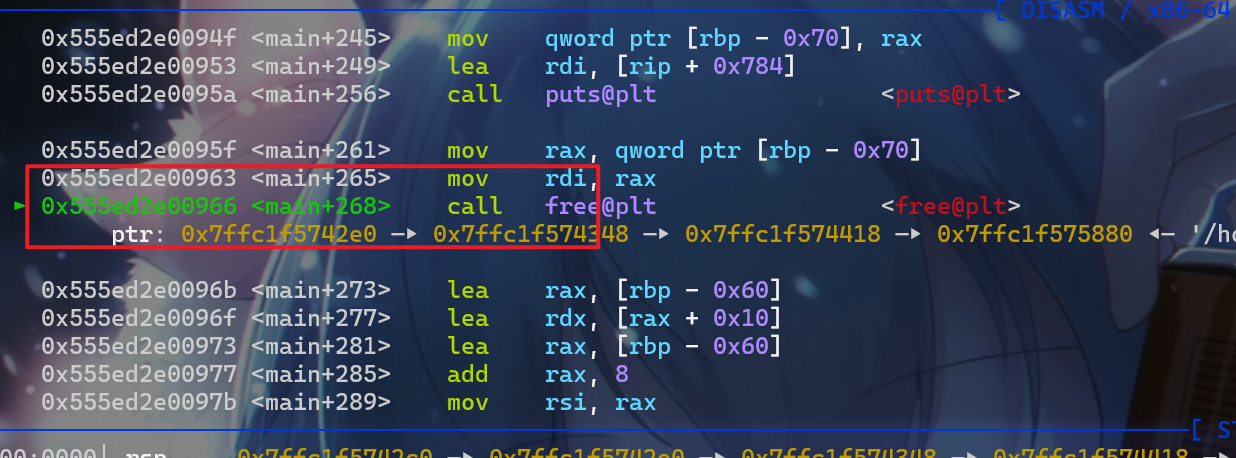 [ DISASM / x86-64
0x555ed2e0094f <main+245> mov qword ptr [rbp - 0x70], rax
0x555ed2e00953 <main+249> lea rdi, [rip + 0x784]
0x555ed2e0095a <main+256> call puts@plt <puts@plt>
0x555ed2e0095f <main+261> mov rax, qword ptr [rbp - 0x70]
0x555ed2e00963 <main+265> mov rdi, rax
► 0x555ed2e00966 <main+268> call free@plt <free@plt>
ptr: 0x7ffc1f5742e0 —▸ 0x7ffc1f574348 —▸ 0x7ffc1f574418 —▸ 0x7ffc1f575880 ◂— '/ho
0x555ed2e0096b <main+273> lea rax, [rbp - 0x60]
0x555ed2e0096f <main+277> lea rdx, [rax + 0x10]
0x555ed2e00973 <main+281> lea rax, [rbp - 0x60]
0x555ed2e00977 <main+285> add rax, 8
0x555ed2e0097b <main+289> mov rsi, rax
[ ST
00:0000│ rsp